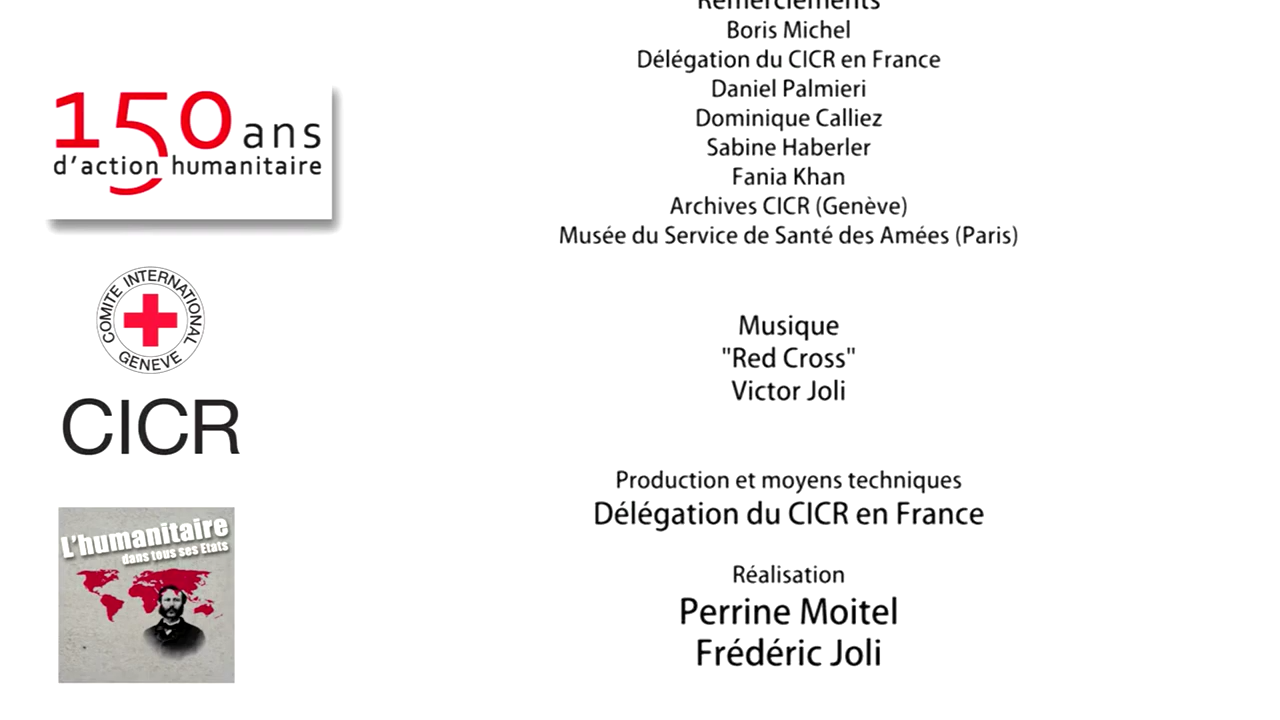 Remerciements
Boris Michel
Délégation du CICR en France
Daniel Palmieri
Dominique Calliez
Sabine Haberler
Fania Khan
Archives CICR (Genève)
Musée du Service de Santé des Amées (Paris)
Musique
"Red Cross"
Victor Joli
Production et moyens techniques
Délégation du CICR en France
Réalisation
Perrine Moitel
Frédéric Joli
150 ans
d'action humanitaire
COMITE INTERNATIONAL
GENEVE
CICR
L'humanitaire
dans tous ses Etats